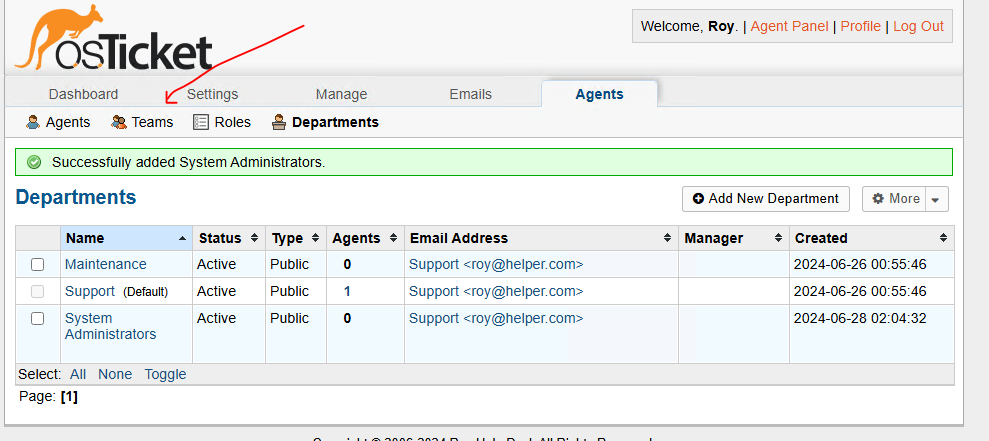 osTicket
Welcome, Roy. | Agent Panel | Profile | Log Out
Dashboard Settings Manage Emails Agents
Agents Teams Roles Departments
Successfully added System Administrators.
Departments
Add New Department More
Name Status Type Agents Email Address Manager Created
Maintenance Active Public 0 Support <roy@helper.com> 2024-06-26 00:55:46
Support (Default) Active Public 1 Support <roy@helper.com> 2024-06-26 00:55:46
System Active Public 0 Support <roy@helper.com> 2024-06-28 02:04:32
Administrators
Select: All None Toggle
Page: [1]